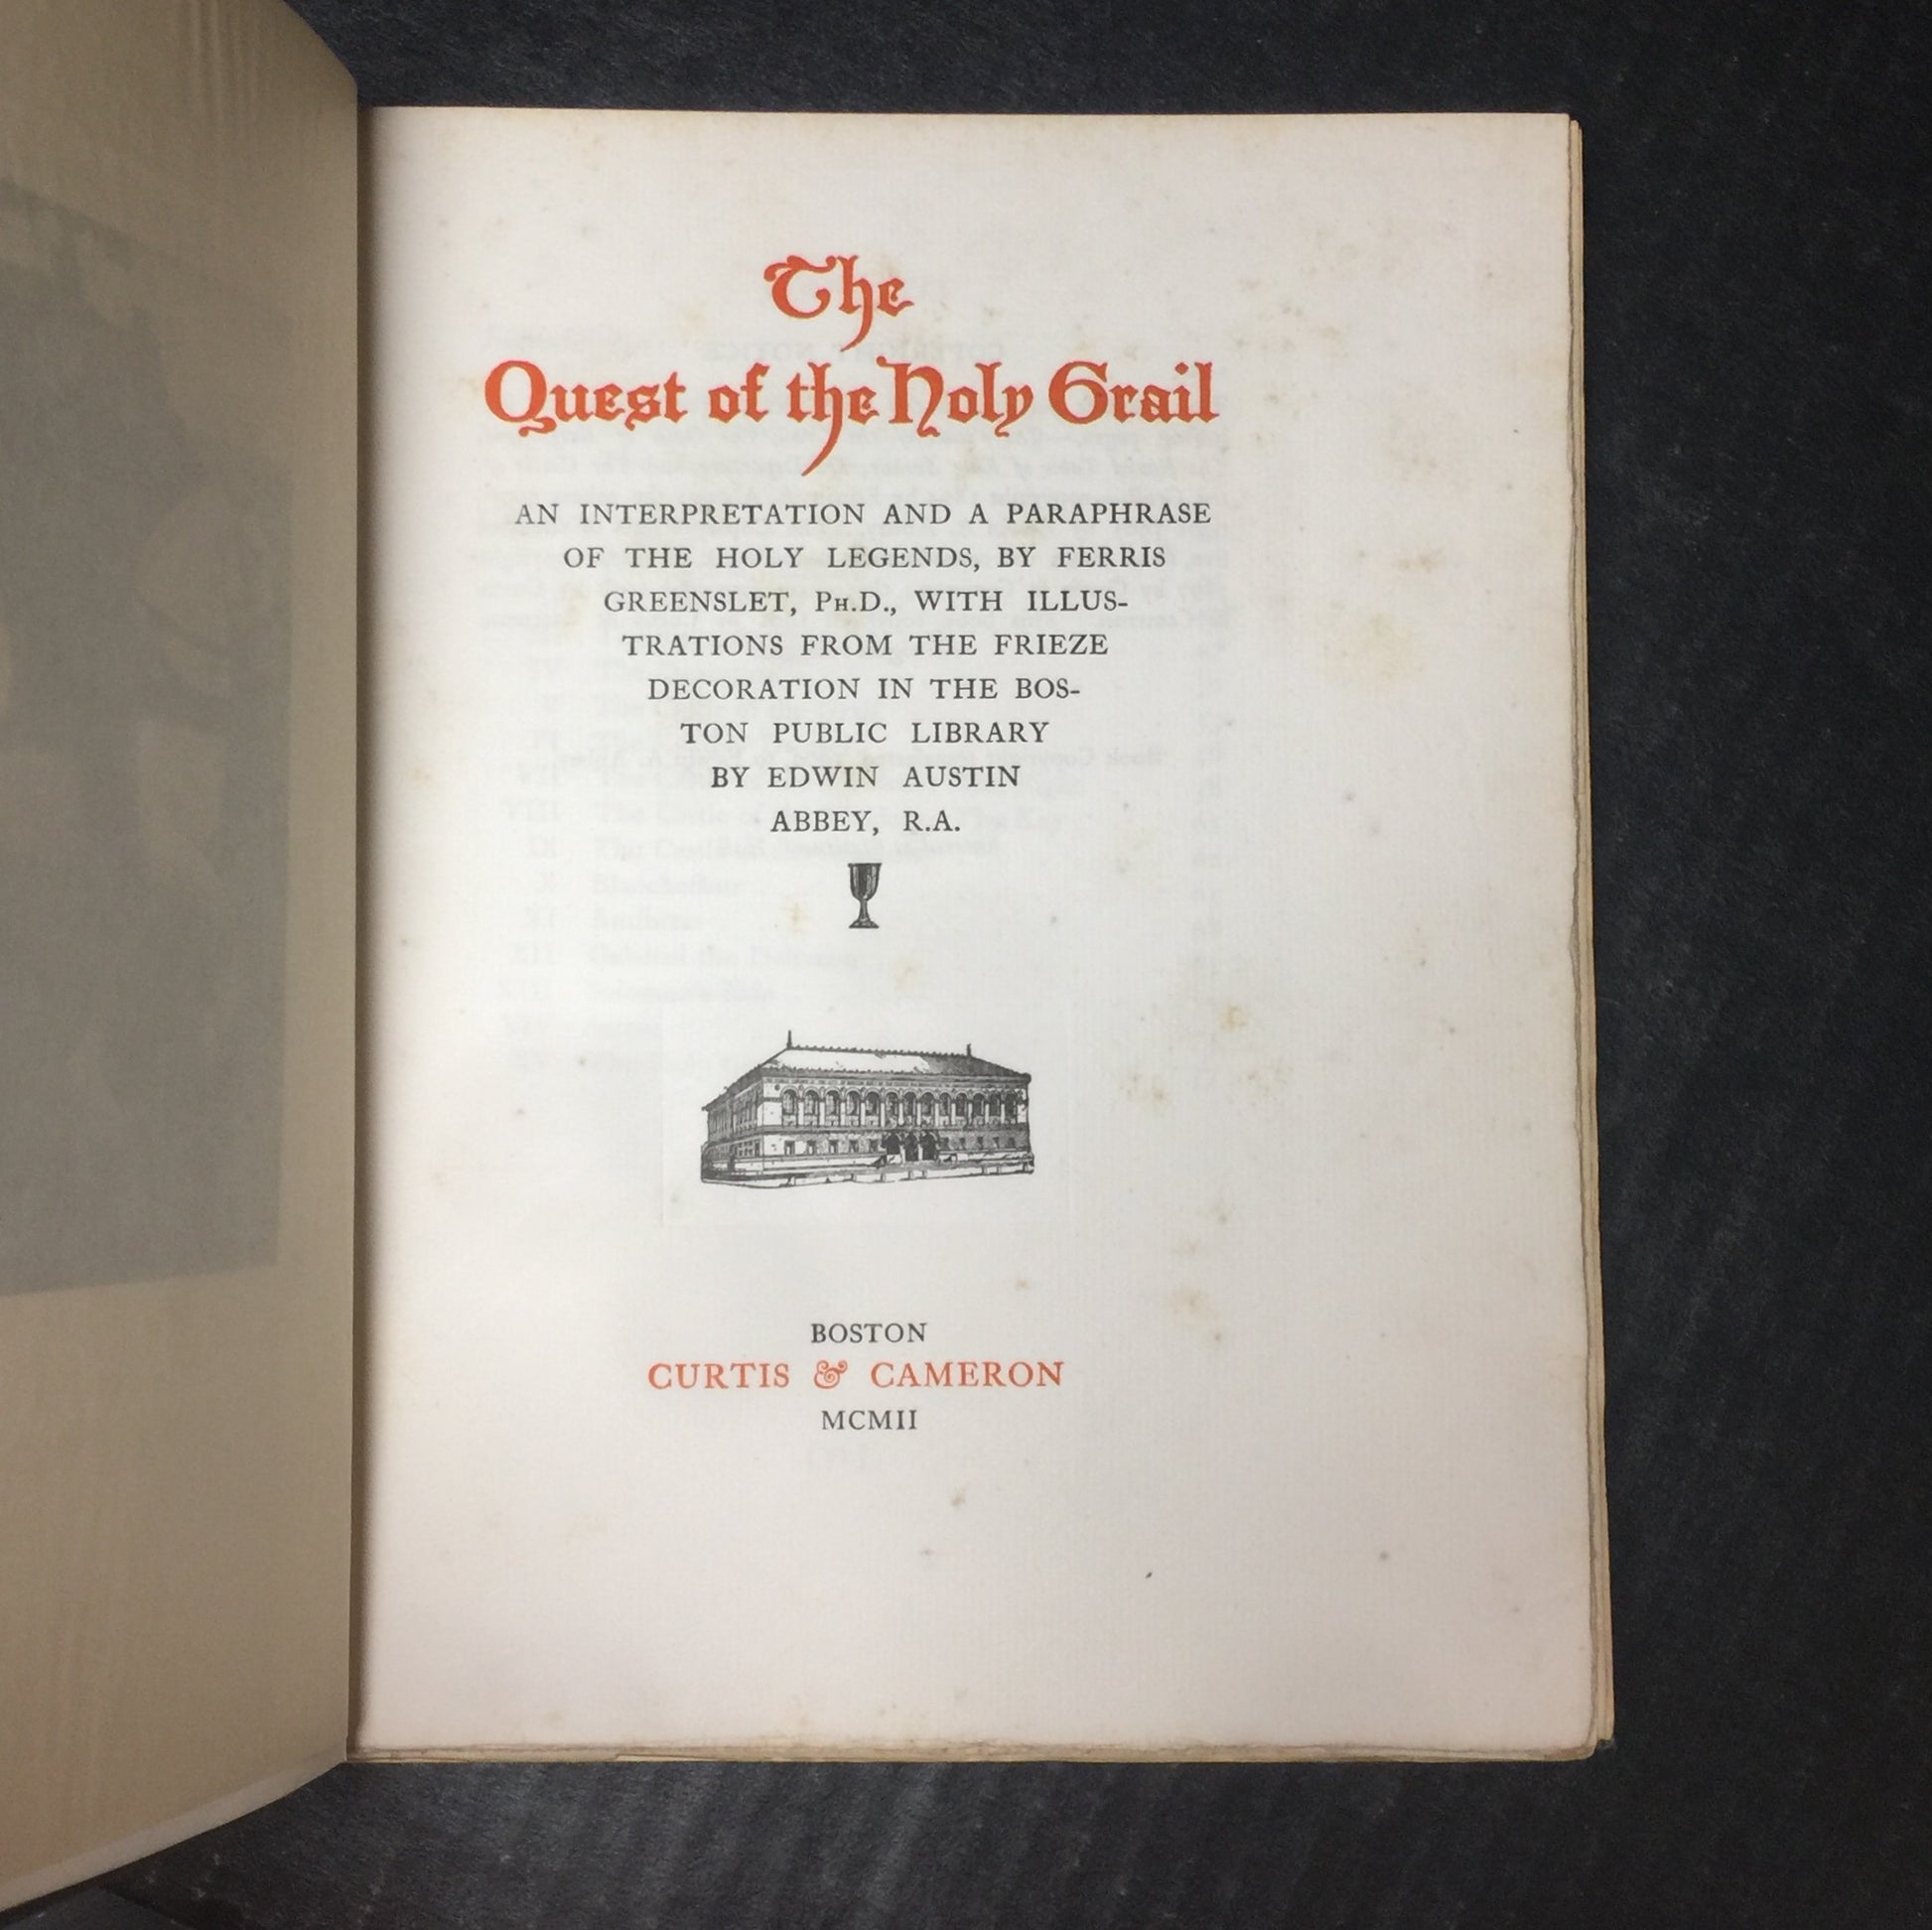 The
Quest of the Holy Grail
AN INTERPRETATION AND A PARAPHRASE
OF THE HOLY LEGENDS, BY FERRIS
GREENSLET, PH.D., WITH ILLUS-
TRATIONS FROM THE FRIEZE
DECORATION IN THE BOS-
TON PUBLIC LIBRARY
BY EDWIN AUSTIN
ABBEY, R.A.
BOSTON
CURTIS & CAMERON
MCMII